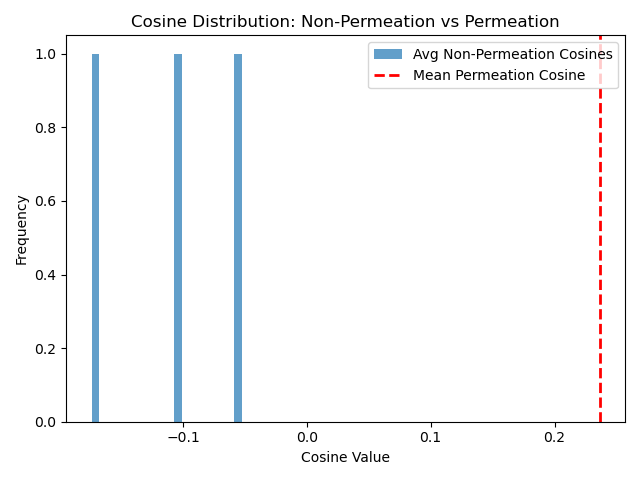 Cosine Distribution: Non-Permeation vs Permeation
Avg Non-Permeation Cosines
Mean Permeation Cosine
1.0
0.8
0.6
0.4
0.2
0.0
Frequency
−0.1
0.0
0.1
0.2
Cosine Value